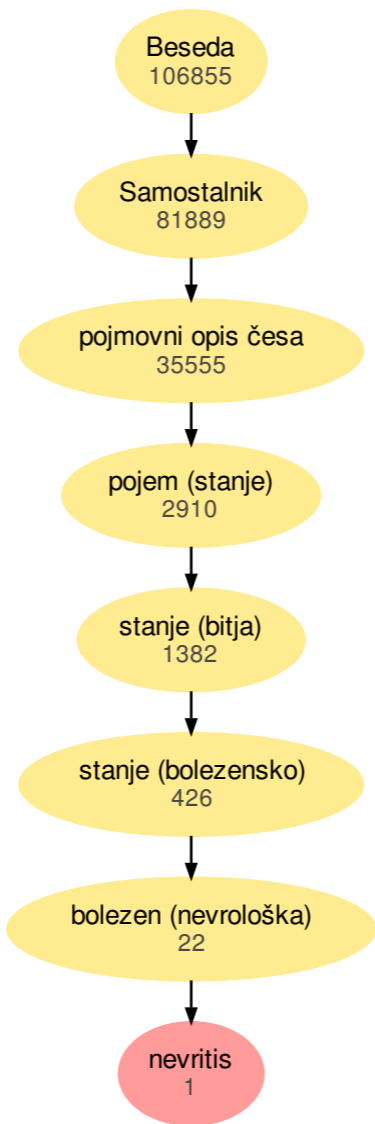 Beseda
106855
Samostalnik
81889
pojmovni opis česa
35555
pojem (stanje)
2910
stanje (bitja)
1382
stanje (bolezensko)
426
bolezen (nevrološka)
22
nevritis
1